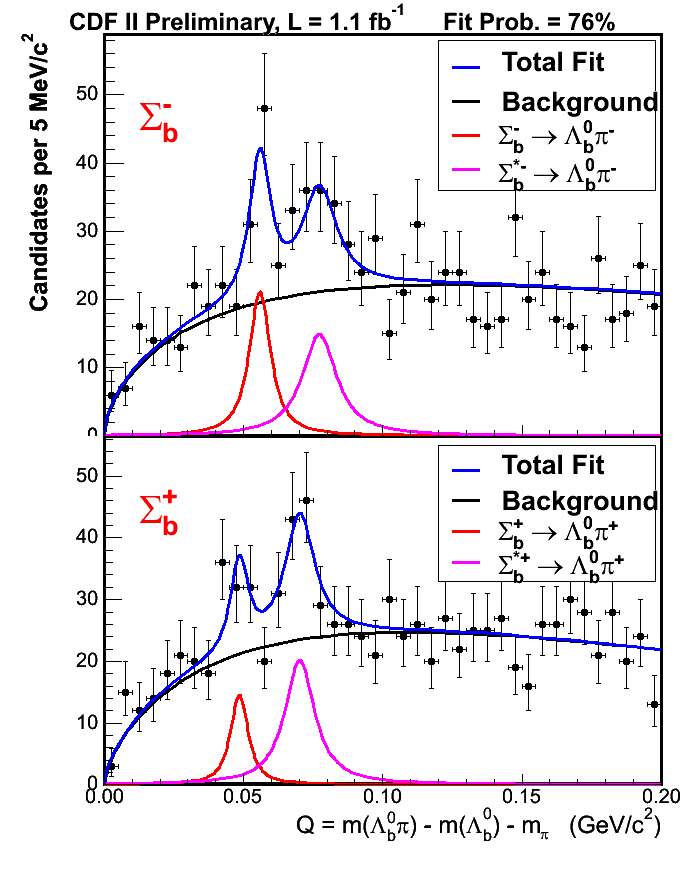 CDF II Preliminary, L = 1.1 fb⁻¹ Fit Prob. = 76%
Candidates per 5 MeV/c²
50
40
30
20
10
0
Σb⁻
Total Fit
Background
Σb⁻ → Λb⁰π⁻
Σb*⁻ → Λb⁰π⁻
50
40
30
20
10
0
Σb⁺
Total Fit
Background
Σb⁺ → Λb⁰π⁺
Σb*⁺ → Λb⁰π⁺
0.00 0.05 0.10 0.15 0.20
Q = m(Λb⁰π) - m(Λb⁰) - mπ (GeV/c²)